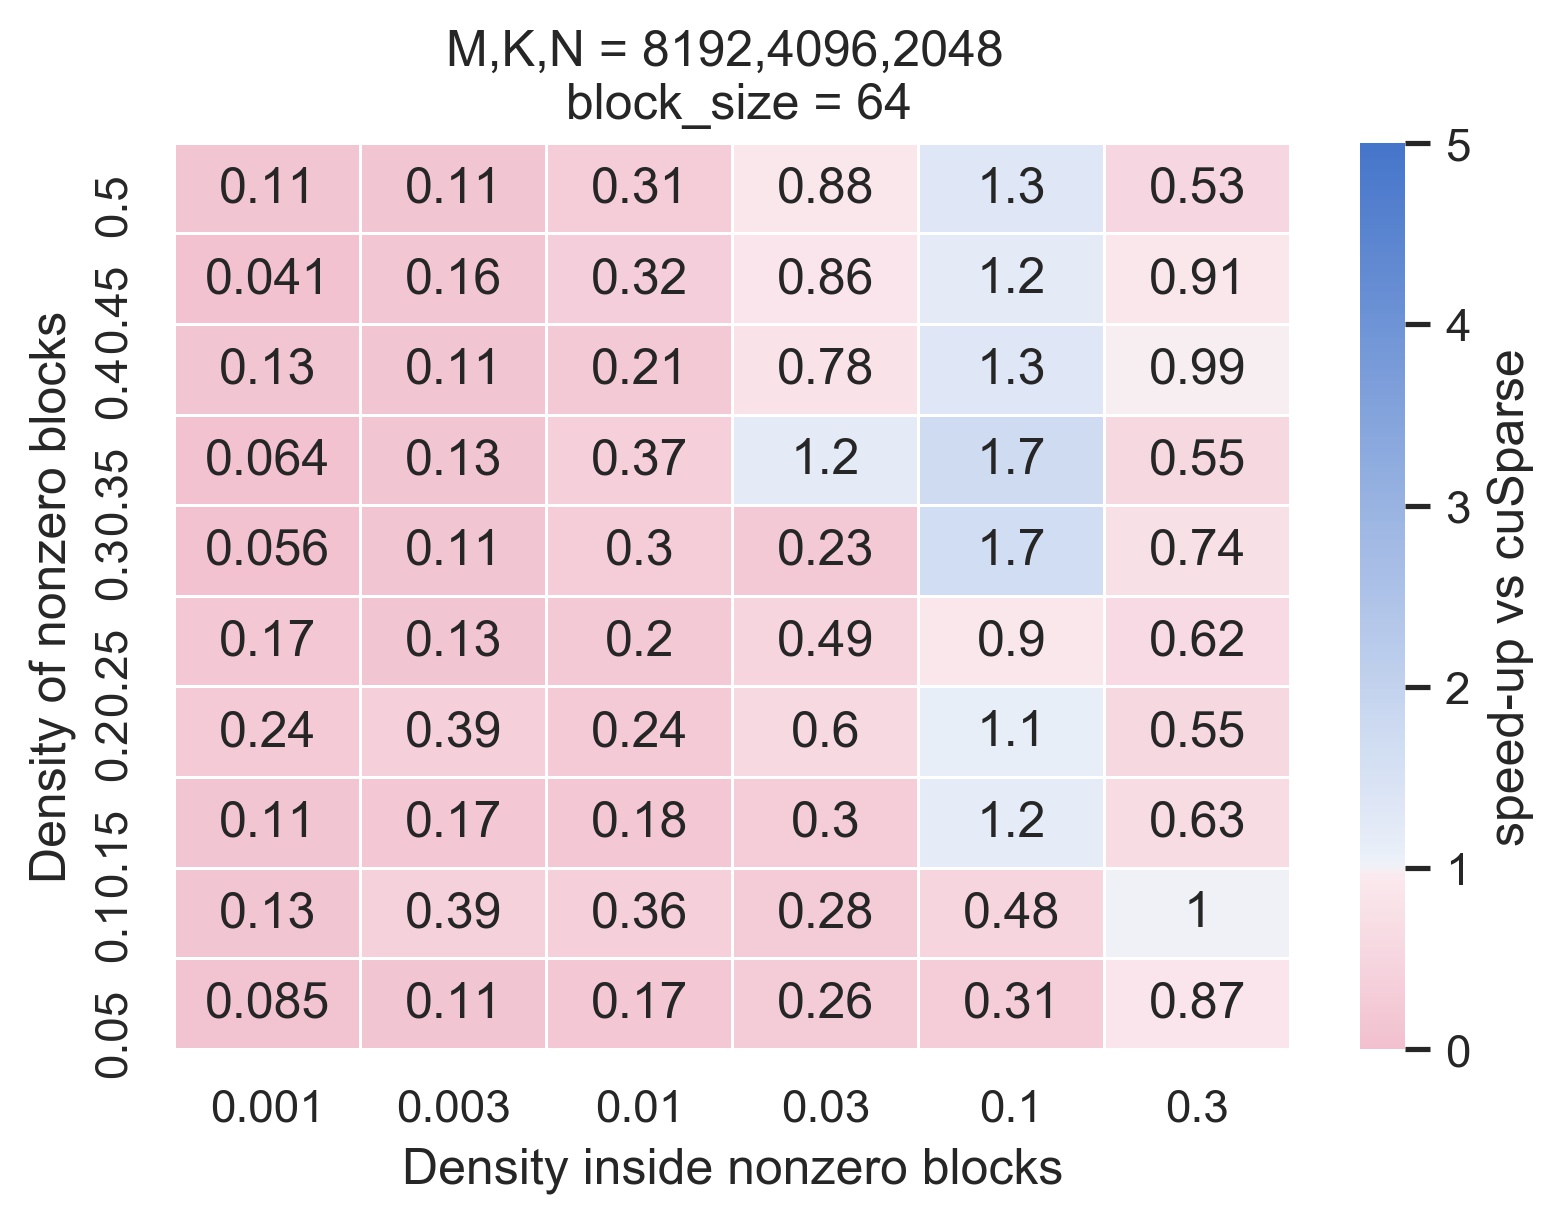 M,K,N = 8192,4096,2048
block_size = 64
Density of nonzero blocks
0.5 0.11 0.11 0.31 0.88 1.3 0.53
0.45 0.041 0.16 0.32 0.86 1.2 0.91
0.4 0.13 0.11 0.21 0.78 1.3 0.99
0.35 0.064 0.13 0.37 1.2 1.7 0.55
0.3 0.056 0.11 0.3 0.23 1.7 0.74
0.25 0.17 0.13 0.2 0.49 0.9 0.62
0.2 0.24 0.39 0.24 0.6 1.1 0.55
0.15 0.11 0.17 0.18 0.3 1.2 0.63
0.1 0.13 0.39 0.36 0.28 0.48 1
0.05 0.085 0.11 0.17 0.26 0.31 0.87
0.001 0.003 0.01 0.03 0.1 0.3
Density inside nonzero blocks
5
4
3
2
1
0
speed-up vs cuSparse